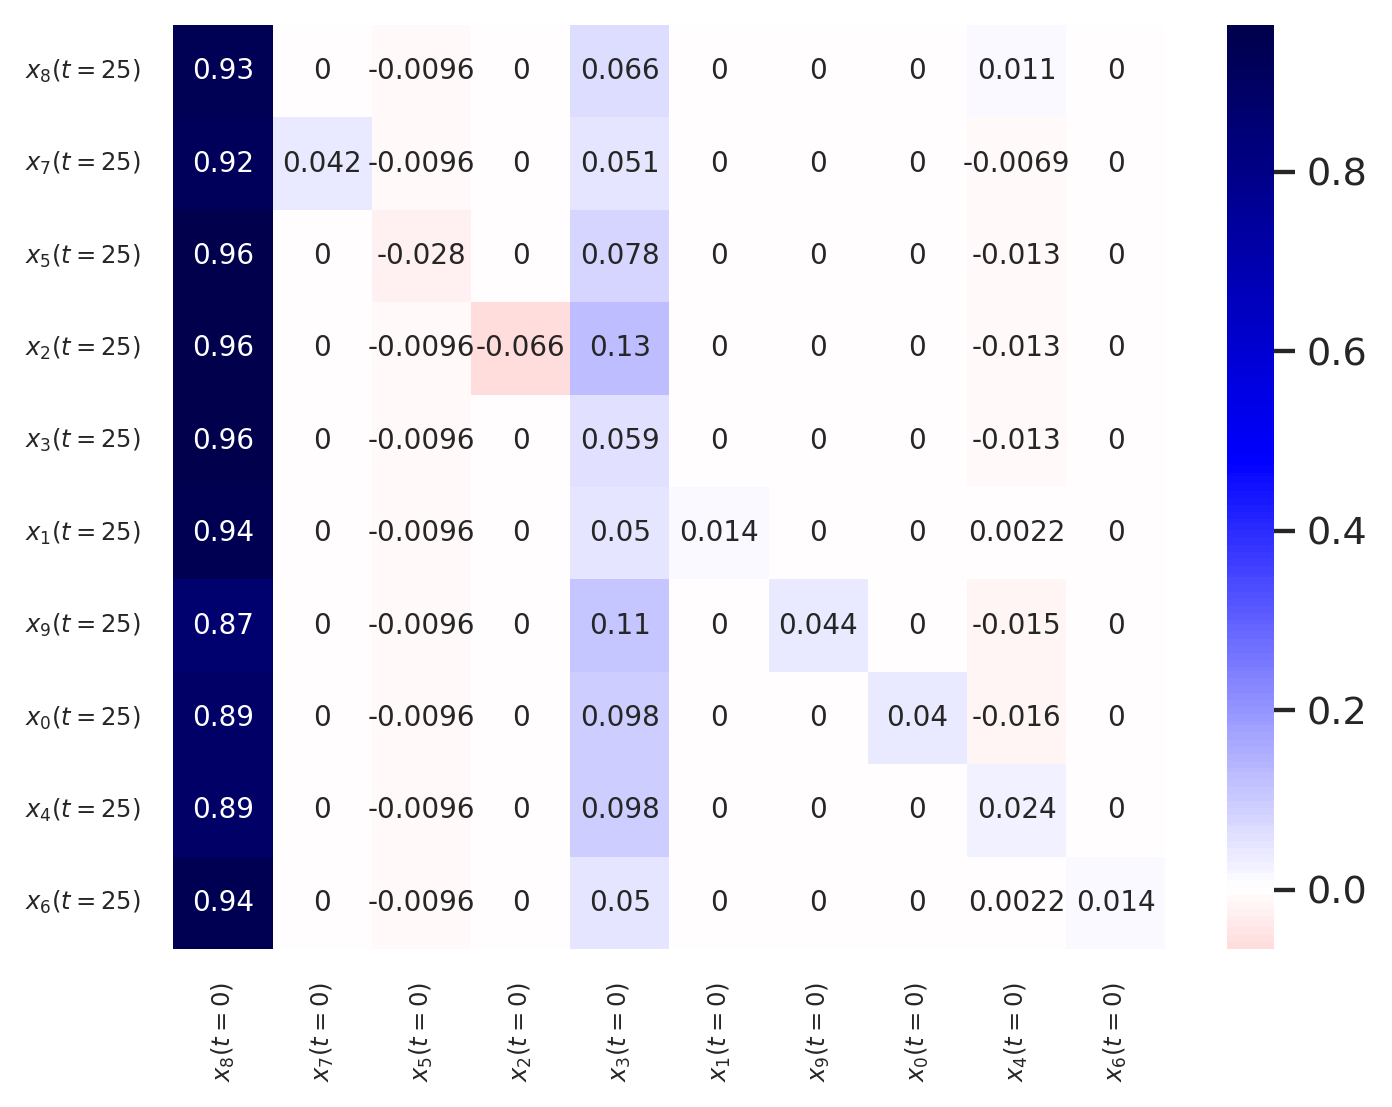 x₈(t = 25) 0.93 0 -0.0096 0 0.066 0 0 0 0.011 0
x₇(t = 25) 0.92 0.042 -0.0096 0 0.051 0 0 0 -0.0069 0
x₅(t = 25) 0.96 0 -0.028 0 0.078 0 0 0 -0.013 0
x₂(t = 25) 0.96 0 -0.0096 -0.066 0.13 0 0 0 -0.013 0
x₃(t = 25) 0.96 0 -0.0096 0 0.059 0 0 0 -0.013 0
x₁(t = 25) 0.94 0 -0.0096 0 0.05 0.014 0 0 0.0022 0
x₉(t = 25) 0.87 0 -0.0096 0 0.11 0 0.044 0 -0.015 0
x₀(t = 25) 0.89 0 -0.0096 0 0.098 0 0 0.04 -0.016 0
x₄(t = 25) 0.89 0 -0.0096 0 0.098 0 0 0 0.024 0
x₆(t = 25) 0.94 0 -0.0096 0 0.05 0 0 0 0.0022 0.014
x₈(t = 0)
x₇(t = 0)
x₅(t = 0)
x₂(t = 0)
x₃(t = 0)
x₁(t = 0)
x₉(t = 0)
x₀(t = 0)
x₄(t = 0)
x₆(t = 0)
0.8
0.6
0.4
0.2
0.0